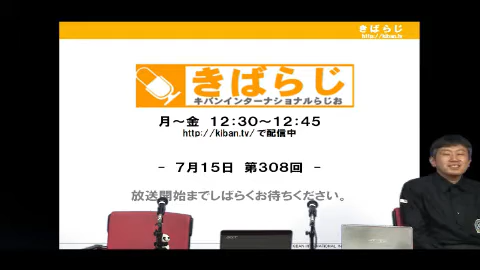 きばらじ
http://kiban.tv
きばらじ
キバンインターナショナルらじお
月～金 12:30～12:45
http://kiban.tv/ で配信中
- 7月15日 第308回 -
放送開始までしばらくお待ちください。